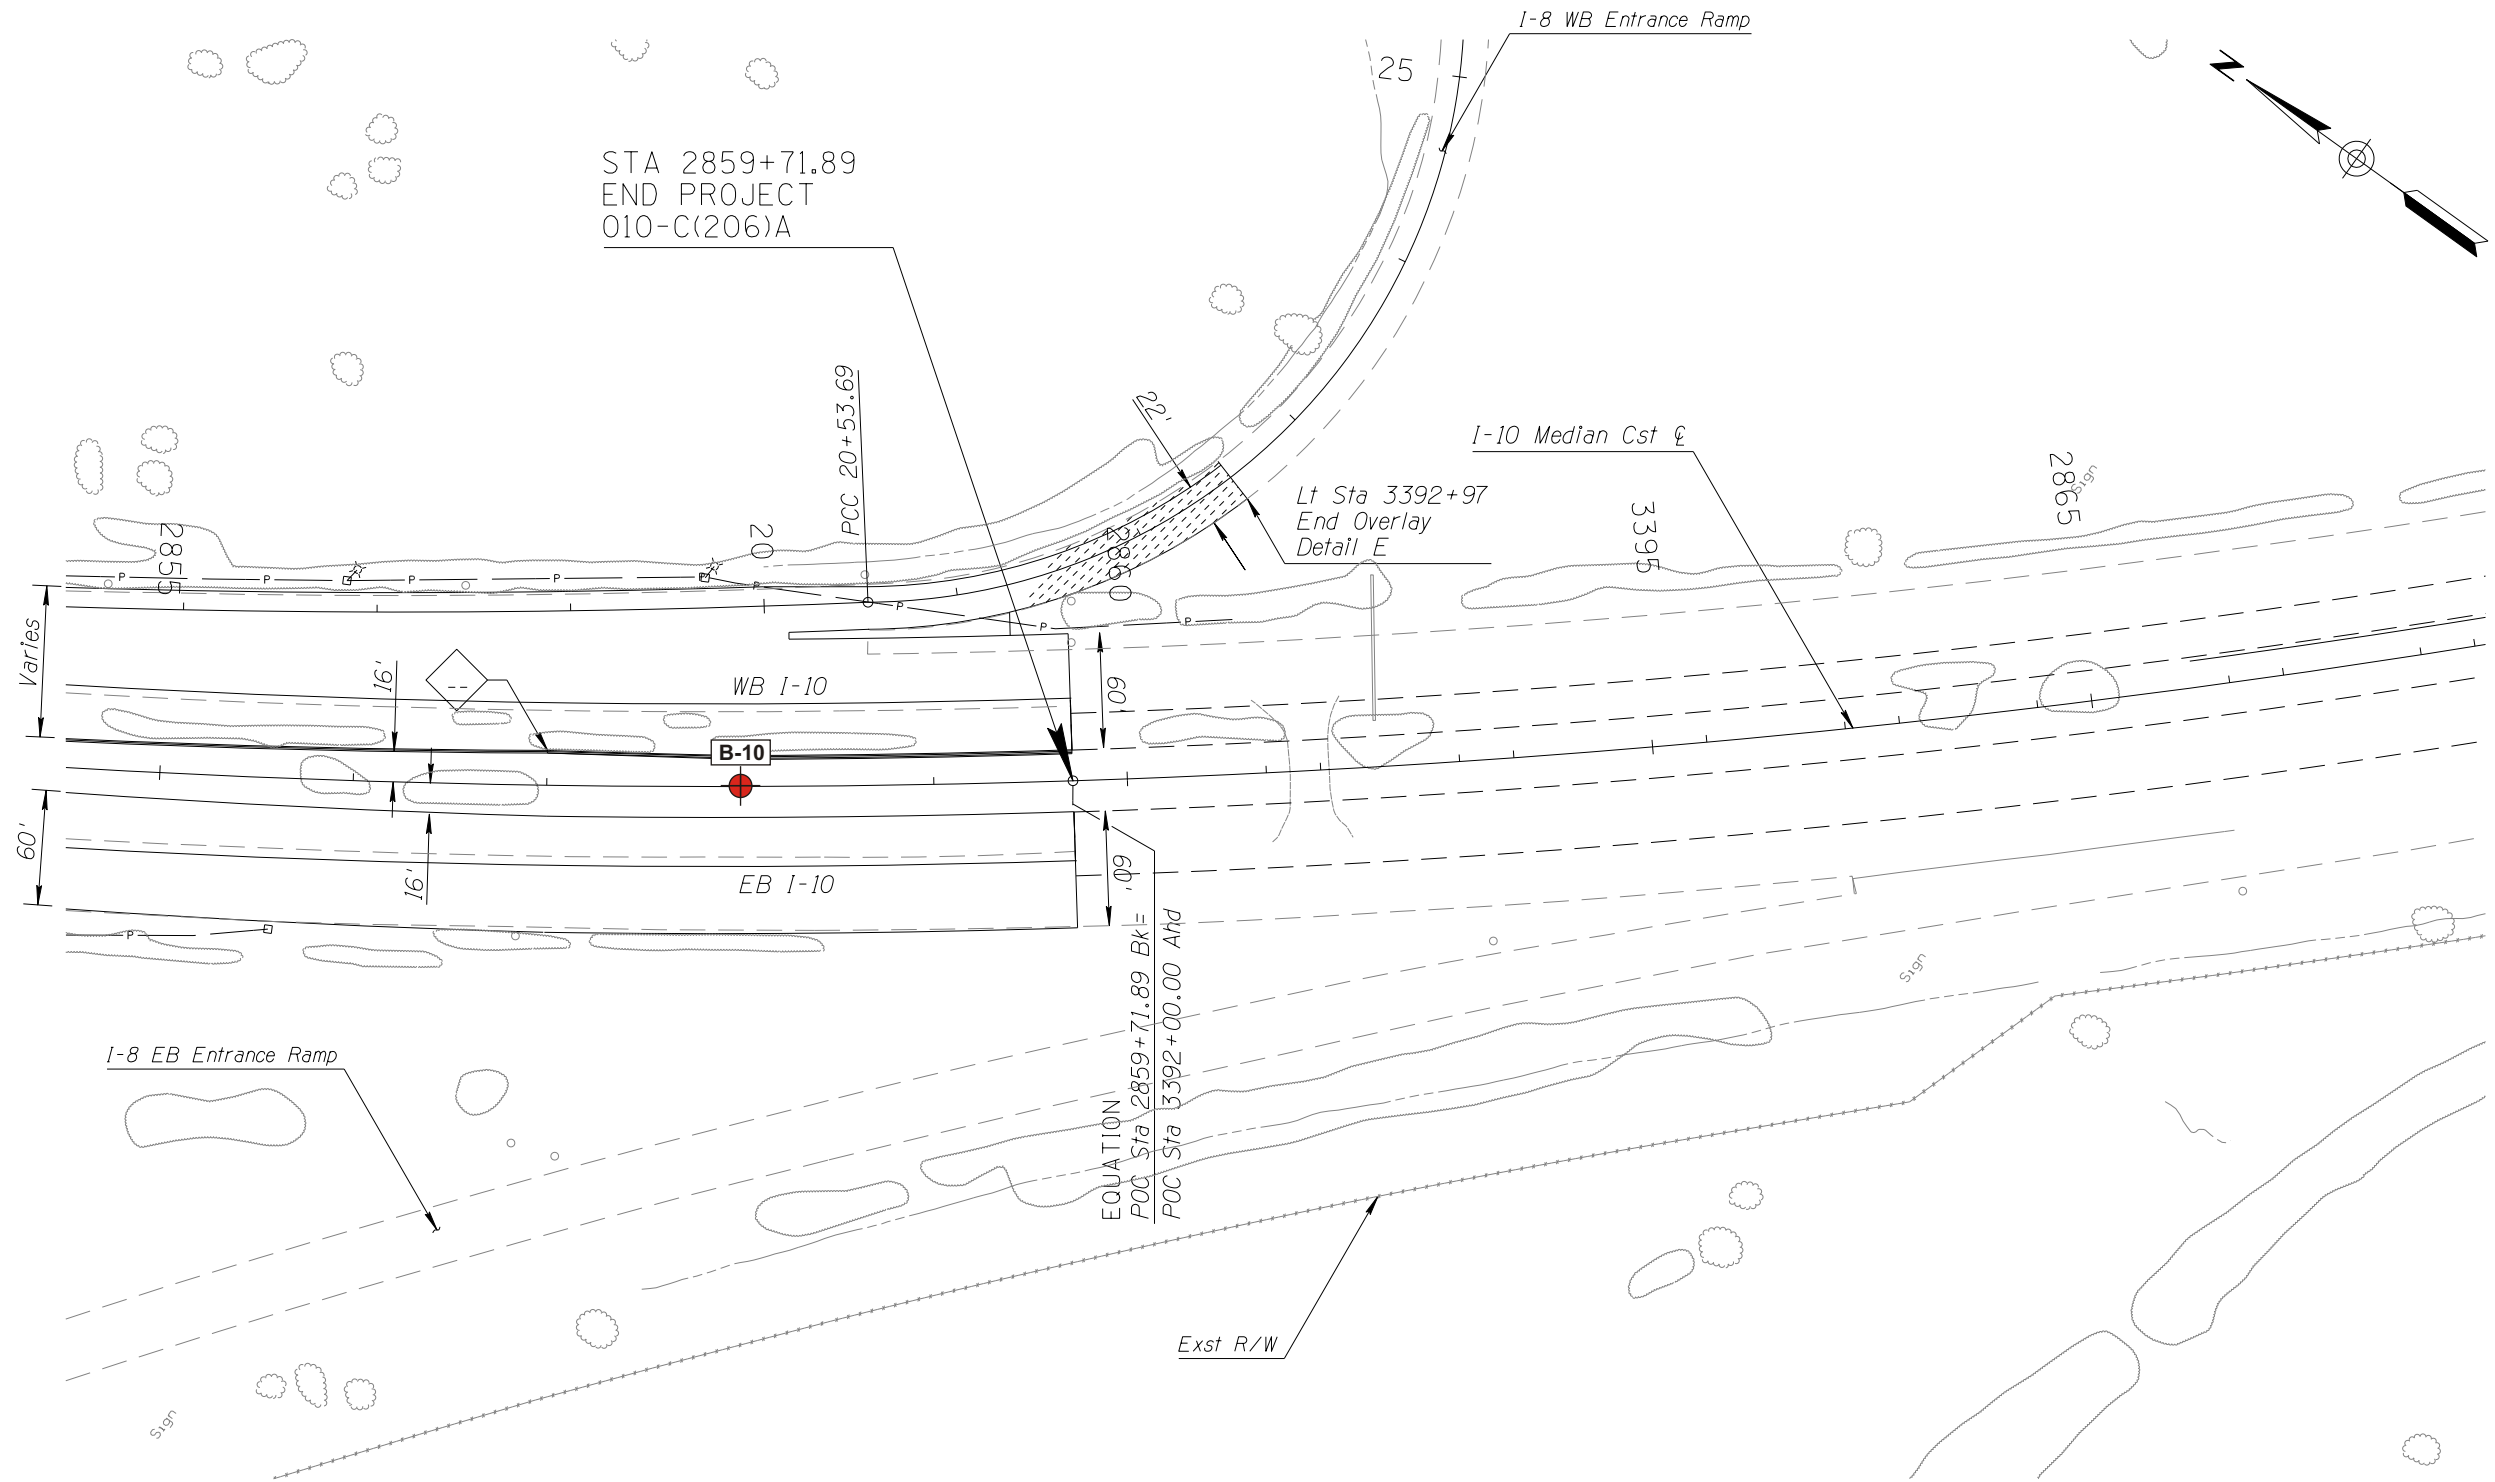 I-8 WB Entrance Ramp
25
N
STA 2859+71.89
END PROJECT
010-C(206)A
PCC 20+53.69
22'
I-10 Median Cst ℄
Lt Sta 3392+97
End Overlay
Detail E
2855
20
2860
3395
2865
Sign
P
P
P
P
P
P
P
P
P
Varies
16'
--
WB I-10
60'
B-10
60'
16'
EB I-10
60'
P
EQUATION
POC Sta 2859+71.89 Bk=
POC Sta 3392+00.00 Ahd
Sign
I-8 EB Entrance Ramp
Exst R/W
Sign